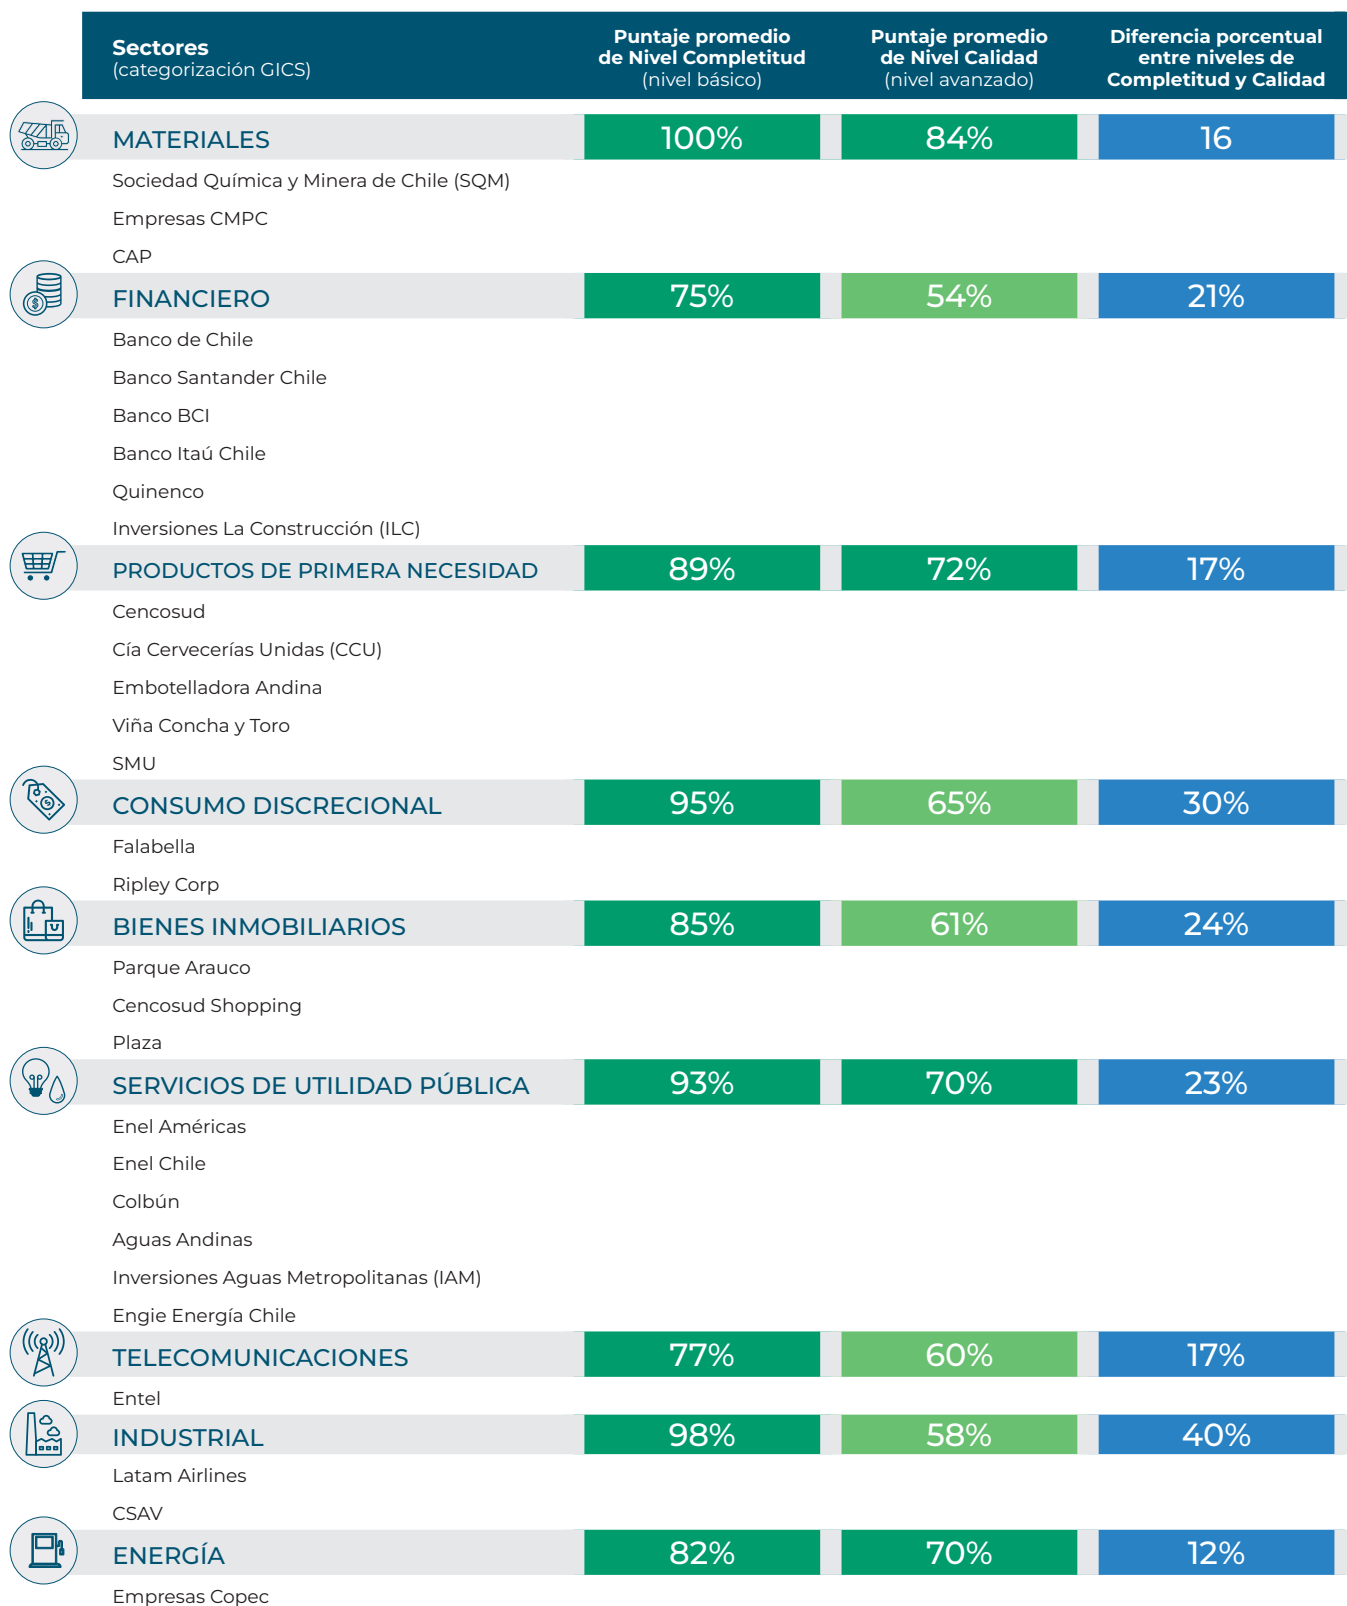 Sectores
(categorización GICS)
Puntaje promedio
de Nivel Completitud
(nivel básico)
Puntaje promedio
de Nivel Calidad
(nivel avanzado)
Diferencia porcentual
entre niveles de
Completitud y Calidad
MATERIALES 100% 84% 16
Sociedad Química y Minera de Chile (SQM)
Empresas CMPC
CAP
FINANCIERO 75% 54% 21%
Banco de Chile
Banco Santander Chile
Banco BCI
Banco Itaú Chile
Quinenco
Inversiones La Construcción (ILC)
PRODUCTOS DE PRIMERA NECESIDAD 89% 72% 17%
Cencosud
Cía Cervecerías Unidas (CCU)
Embotelladora Andina
Viña Concha y Toro
SMU
CONSUMO DISCRECIONAL 95% 65% 30%
Falabella
Ripley Corp
BIENES INMOBILIARIOS 85% 61% 24%
Parque Arauco
Cencosud Shopping
Plaza
SERVICIOS DE UTILIDAD PÚBLICA 93% 70% 23%
Enel Américas
Enel Chile
Colbún
Aguas Andinas
Inversiones Aguas Metropolitanas (IAM)
Engie Energía Chile
TELECOMUNICACIONES 77% 60% 17%
Entel
INDUSTRIAL 98% 58% 40%
Latam Airlines
CSAV
ENERGÍA 82% 70% 12%
Empresas Copec